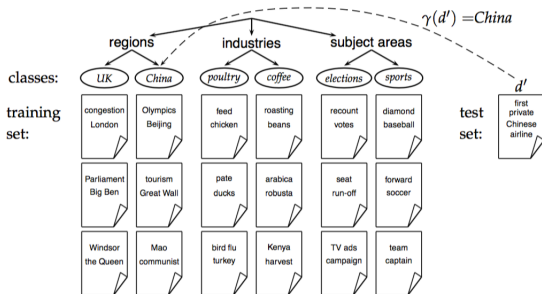 γ(d′) =China
regions industries subject areas
classes: UK China poultry coffee elections sports
d′
training set:
test set:
congestion London
Olympics Beijing
feed chicken
roasting beans
recount votes
diamond baseball
first private Chinese airline
Parliament Big Ben
tourism Great Wall
pate ducks
arabica robusta
seat run-off
forward soccer
Windsor the Queen
Mao communist
bird flu turkey
Kenya harvest
TV ads campaign
team captain